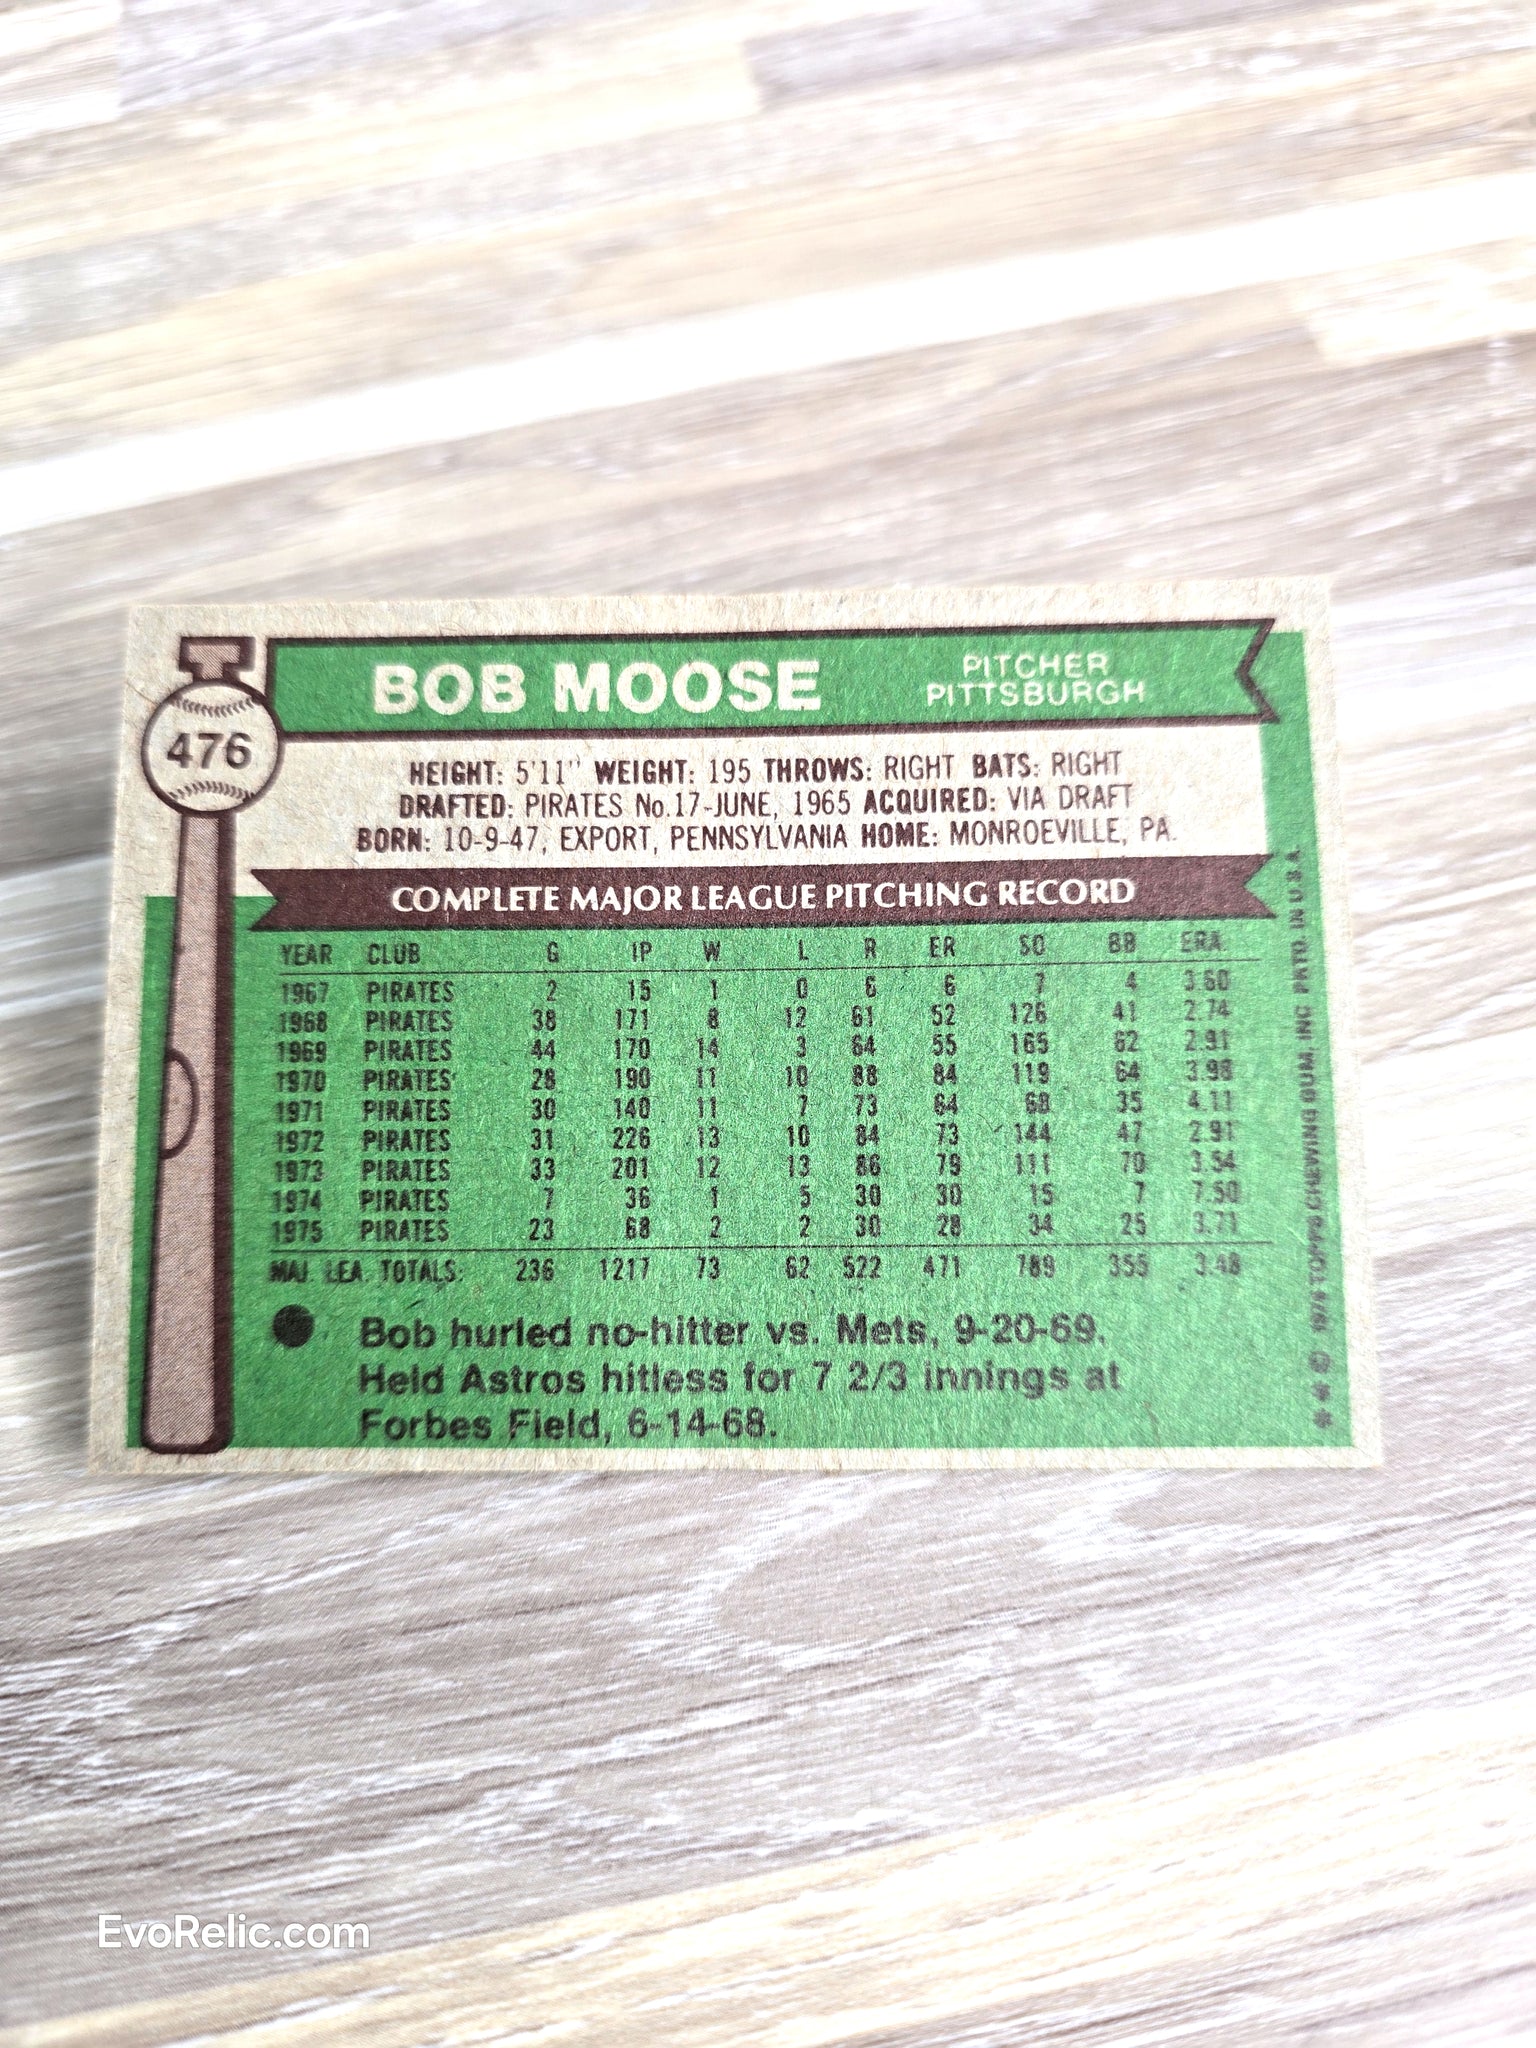 BOB MOOSE
PITCHER
PITTSBURGH
476
HEIGHT: 5'11" WEIGHT: 195 THROWS: RIGHT BATS: RIGHT
DRAFTED: PIRATES No.17-JUNE, 1965 ACQUIRED: VIA DRAFT
BORN: 10-9-47, EXPORT, PENNSYLVANIA HOME: MONROEVILLE, PA.
COMPLETE MAJOR LEAGUE PITCHING RECORD
YEAR CLUB G IP W L R ER SO BB ERA
1967 PIRATES 2 15 1 0 6 6 7 4 3.60
1968 PIRATES 38 171 8 12 61 52 126 41 2.74
1969 PIRATES 44 170 14 3 64 55 165 62 2.91
1970 PIRATES 28 190 11 10 88 84 119 64 3.98
1971 PIRATES 30 140 11 7 73 64 68 35 4.11
1972 PIRATES 31 226 13 10 84 73 144 47 2.91
1973 PIRATES 33 201 12 13 86 79 111 70 3.54
1974 PIRATES 7 36 1 5 30 30 15 7 7.50
1975 PIRATES 23 68 2 2 30 28 34 25 3.71
MAJ. LEA. TOTALS: 236 1217 73 62 522 471 789 355 3.48
Bob hurled no-hitter vs. Mets, 9-20-69.
Held Astros hitless for 7 2/3 innings at
Forbes Field, 6-14-68.
** © 1976 TOPPS CHEWING GUM, INC. PRTD. IN U.S.A.
EvoRelic.com